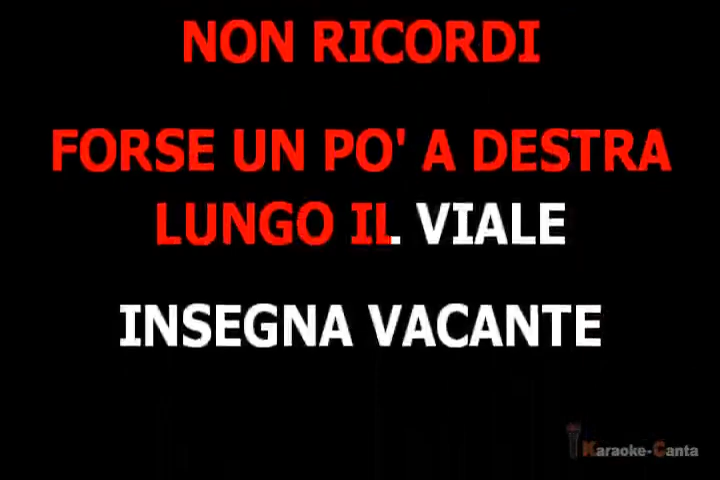 NON RICORDI
FORSE UN PO' A DESTRA
LUNGO IL VIALE
INSEGNA VACANTE
Karaoke-Canta